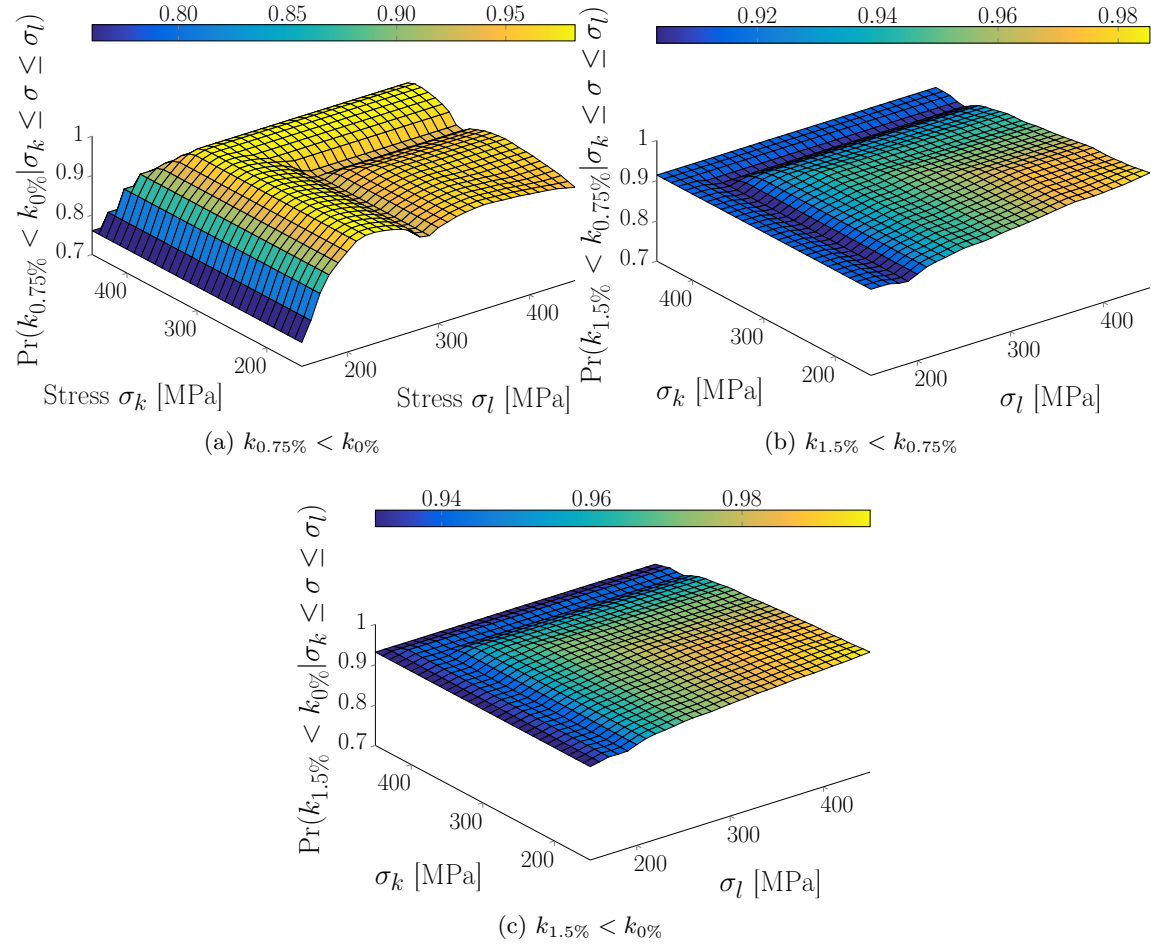 0.80 0.85 0.90 0.95
Pr(k0.75% < k0%|σk ≤ σ ≤ σl)
1
0.9
0.8
0.7
400
300
200
200
300
400
Stress σk [MPa]
Stress σl [MPa]
(a) k0.75% < k0%
0.92 0.94 0.96 0.98
Pr(k1.5% < k0.75%|σk ≤ σ ≤ σl)
1
0.9
0.8
0.7
400
300
200
200
300
400
σk [MPa]
σl [MPa]
(b) k1.5% < k0.75%
0.94 0.96 0.98
Pr(k1.5% < k0%|σk ≤ σ ≤ σl)
1
0.9
0.8
0.7
400
300
200
200
300
400
σk [MPa]
σl [MPa]
(c) k1.5% < k0%